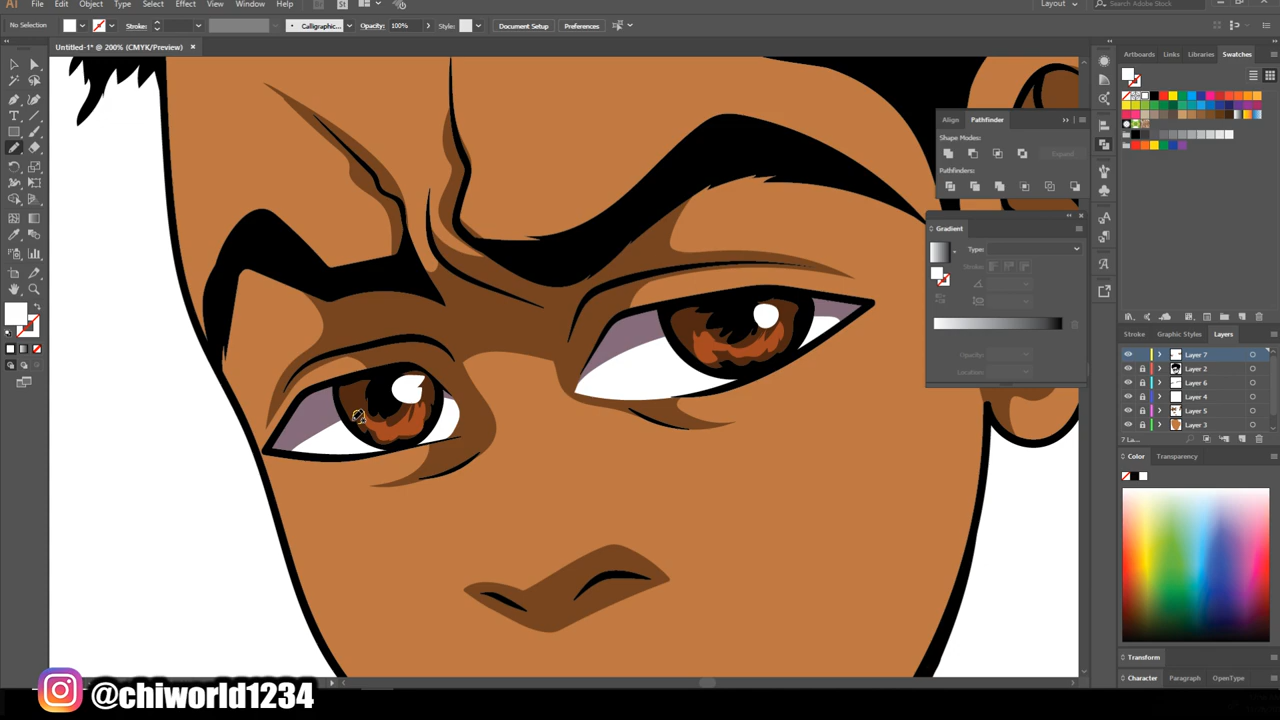 Ai File Edit Object Type Select Effect View Window Help Br St Layout Search Adobe Stock
No Selection Stroke: Calligraphic... Opacity: 100% Style: Document Setup Preferences
Untitled-1* @ 200% (CMYK/Preview) ×
Artboards Links Libraries Swatches
Align Pathfinder
Shape Modes:
Expand
Pathfinders:
Gradient
Type:
Stroke:
Opacity:
Location:
Stroke Graphic Styles Layers
Layer 7
Layer 2
Layer 6
Layer 4
Layer 5
Layer 3
7 La...
Color Transparency
Transform
Character Paragraph OpenType
@chiworld1234